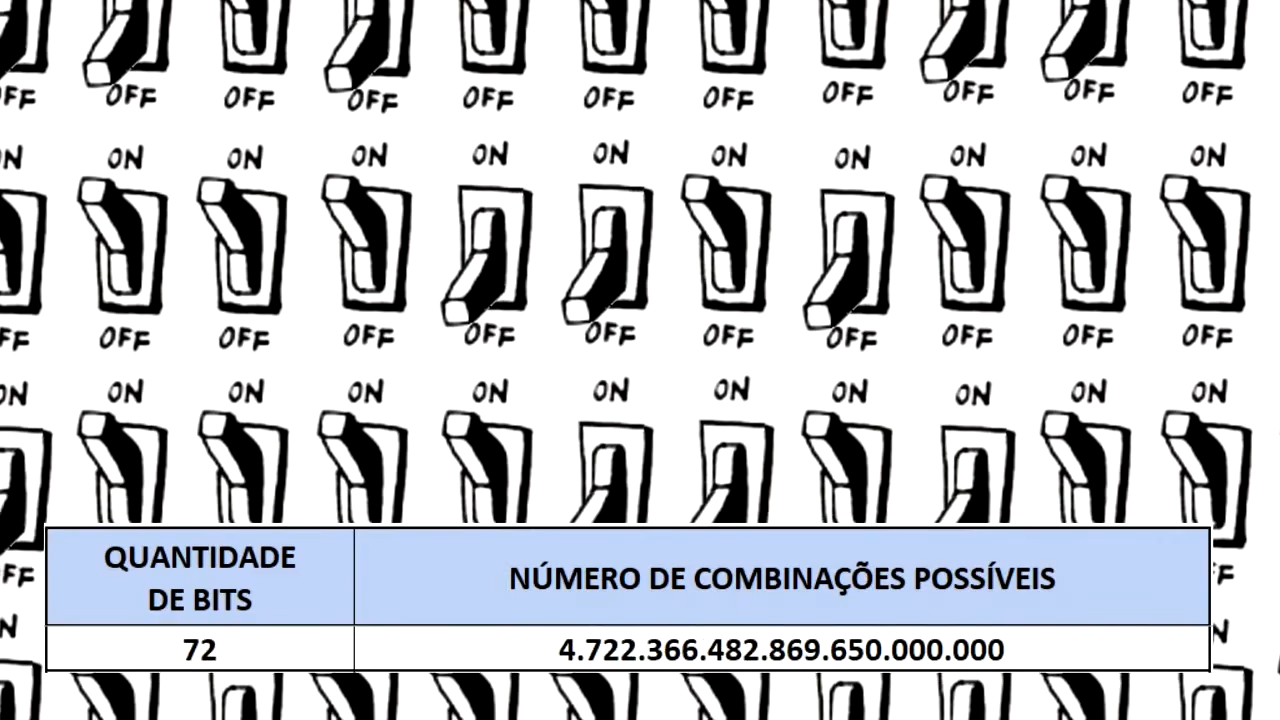 FF OFF OFF OFF OFF OFF OFF OFF OFF OFF OFF
N ON ON ON ON ON ON ON ON ON ON
FF OFF OFF OFF OFF OFF OFF OFF OFF OFF OFF
ON ON ON ON ON ON ON ON ON ON ON
QUANTIDADE
DE BITS
NÚMERO DE COMBINAÇÕES POSSÍVEIS
FF F
N N
72 4.722.366.482.869.650.000.000